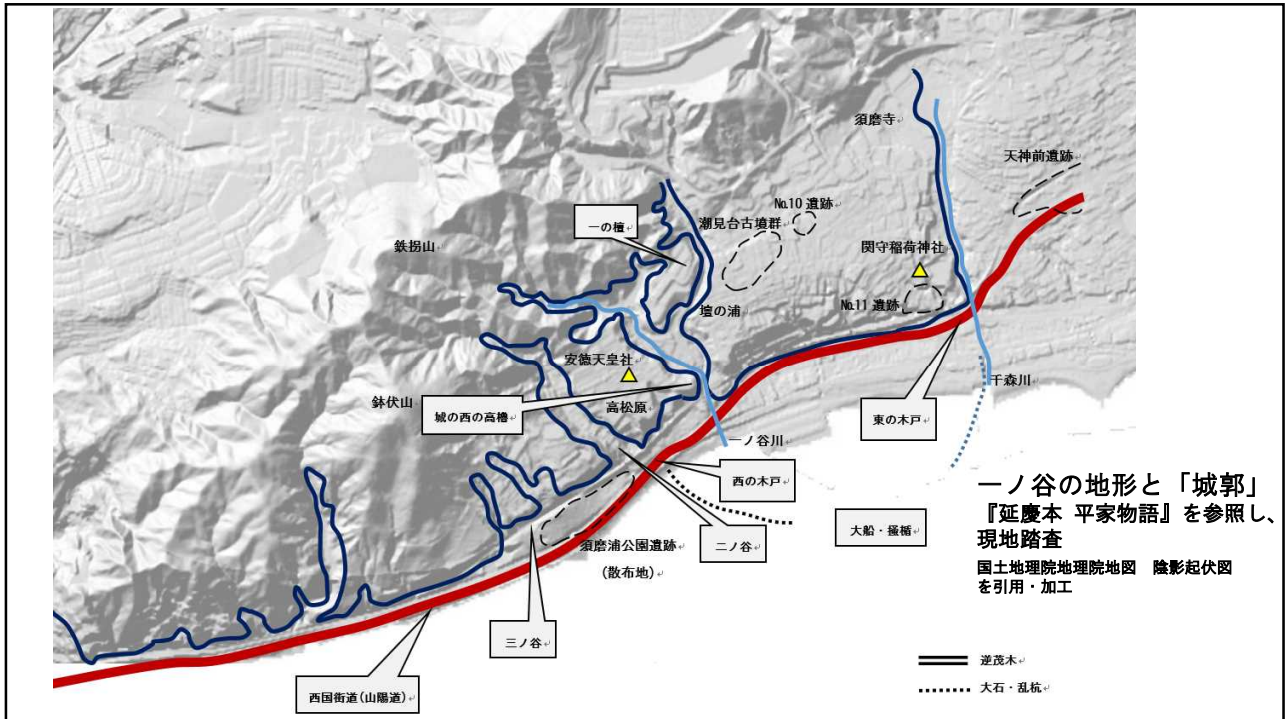 須磨寺
天神前遺跡
No.10 遺跡
一の檀
潮見台古墳群
鉄拐山
関守稲荷神社
No.11 遺跡
壇の浦
安徳天皇社
千森川
鉢伏山
城の西の高櫓
高松原
東の木戸
一ノ谷川
西の木戸
一ノ谷の地形と「城郭」
『延慶本 平家物語』を参照し、
現地踏査
国土地理院地理院地図 陰影起伏図
を引用・加工
大船・掻楯
須磨浦公園遺跡
(散布地)
二ノ谷
三ノ谷
逆茂木
大石・乱杭
西国街道(山陽道)